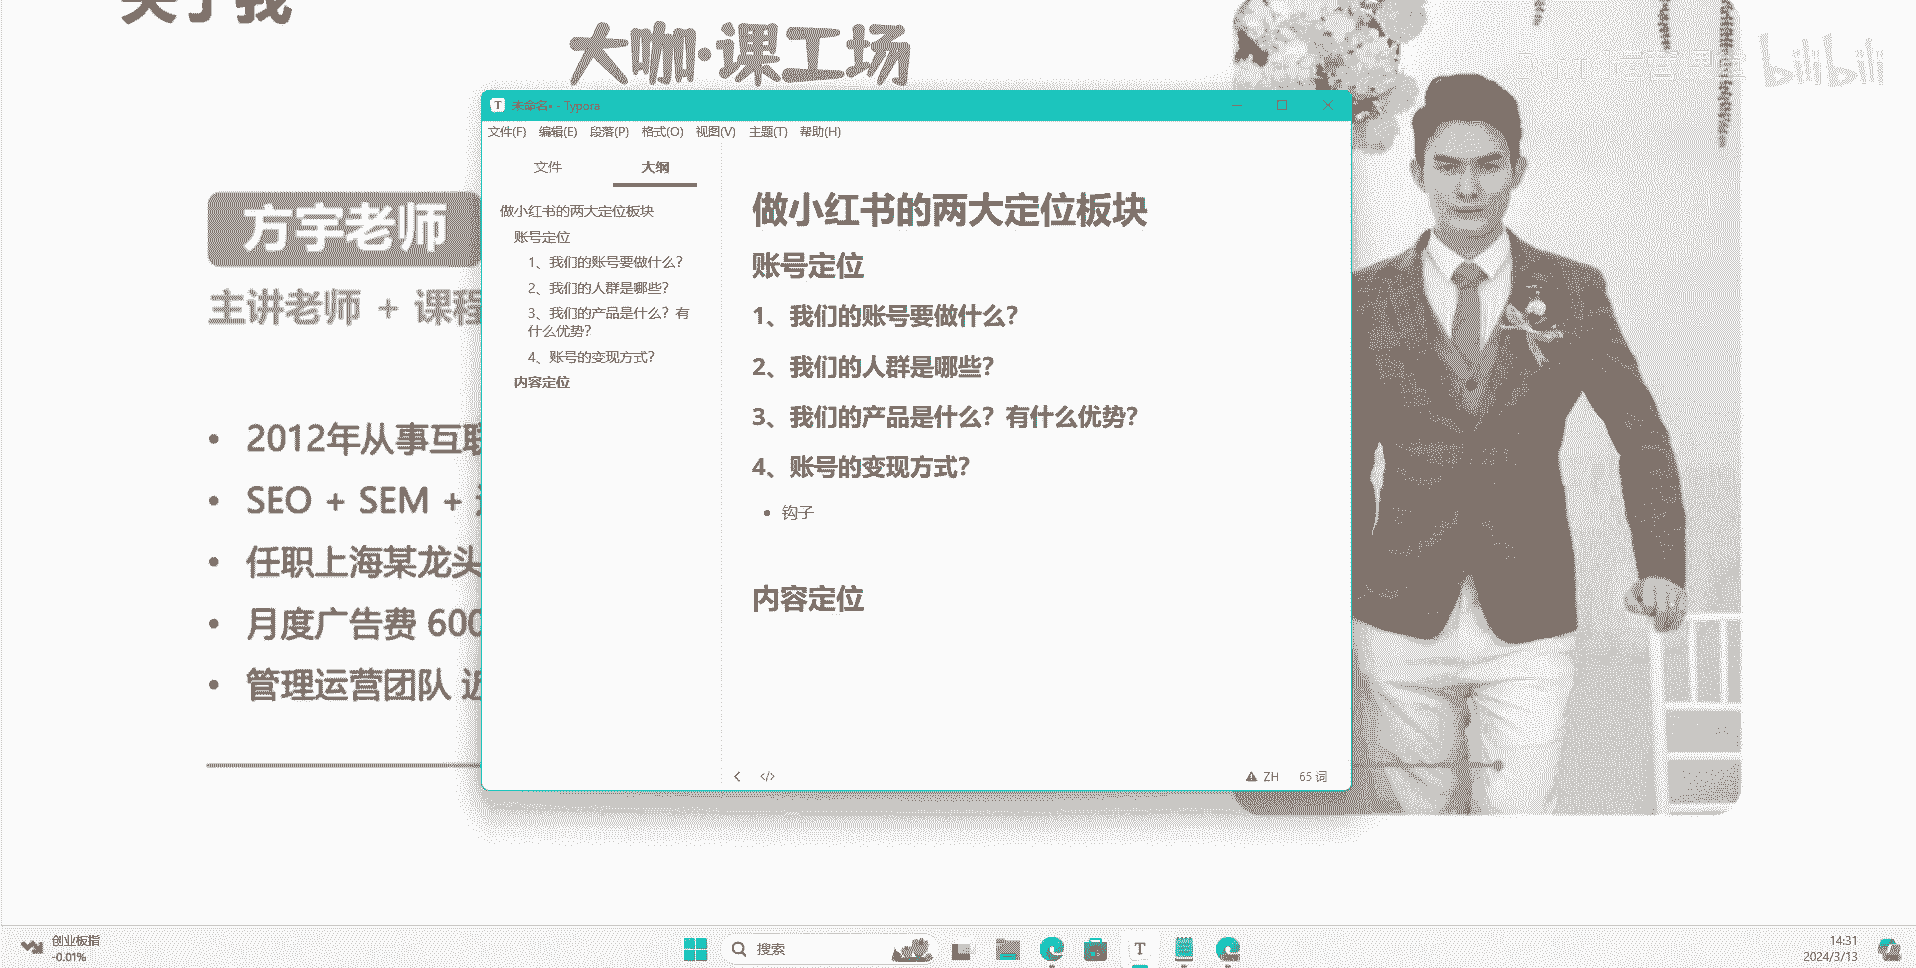 关于我
大咖·课工场
bilibili
方宇老师
主讲老师 + 课程
2012年从事互联
SEO + SEM +
任职上海某龙头
月度广告费 600
管理运营团队 近
未命名• - Typora
文件(F) 编辑(E) 段落(P) 格式(O) 视图(V) 主题(T) 帮助(H)
文件 大纲
做小红书的两大定位板块
账号定位
1、我们的账号要做什么？
2、我们的人群是哪些？
3、我们的产品是什么？有
什么优势？
4、账号的变现方式？
内容定位
做小红书的两大定位板块
账号定位
1、我们的账号要做什么？
2、我们的人群是哪些？
3、我们的产品是什么？有什么优势？
4、账号的变现方式？
钩子
内容定位
ZH 65 词
创业板指
-0.01%
搜索
14:31
2024/3/13